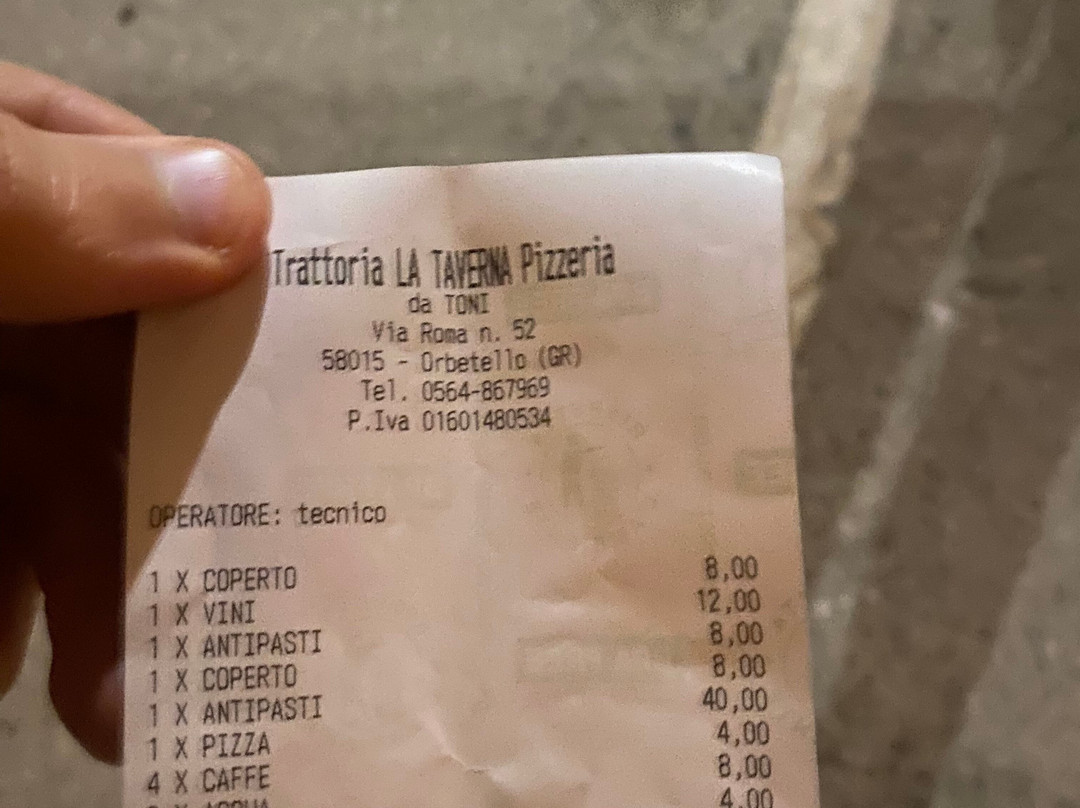 Trattoria LA TAVERNA Pizzeria
da TONI
Via Roma n. 52
58015 - Orbetello (GR)
Tel. 0564-867969
P.Iva 01601480534
OPERATORE: tecnico
1 X COPERTO 8,00
1 X VINI 12,00
1 X ANTIPASTI 8,00
1 X COPERTO 8,00
1 X ANTIPASTI 40,00
1 X PIZZA 4,00
4 X CAFFE 8,00
X ACQUA 4,00